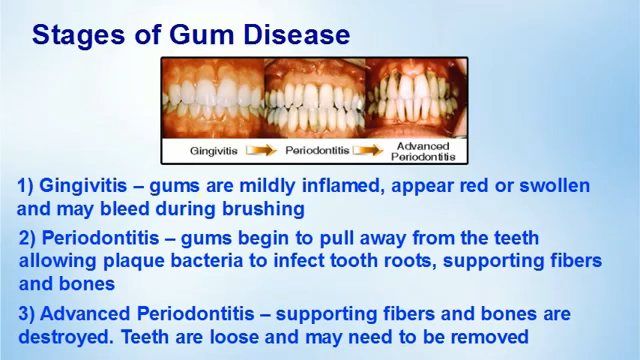 Stages of Gum Disease
Gingivitis
Periodontitis
Advanced
Periodontitis
1) Gingivitis – gums are mildly inflamed, appear red or swollen
and may bleed during brushing
2) Periodontitis – gums begin to pull away from the teeth
allowing plaque bacteria to infect tooth roots, supporting fibers
and bones
3) Advanced Periodontitis – supporting fibers and bones are
destroyed. Teeth are loose and may need to be removed